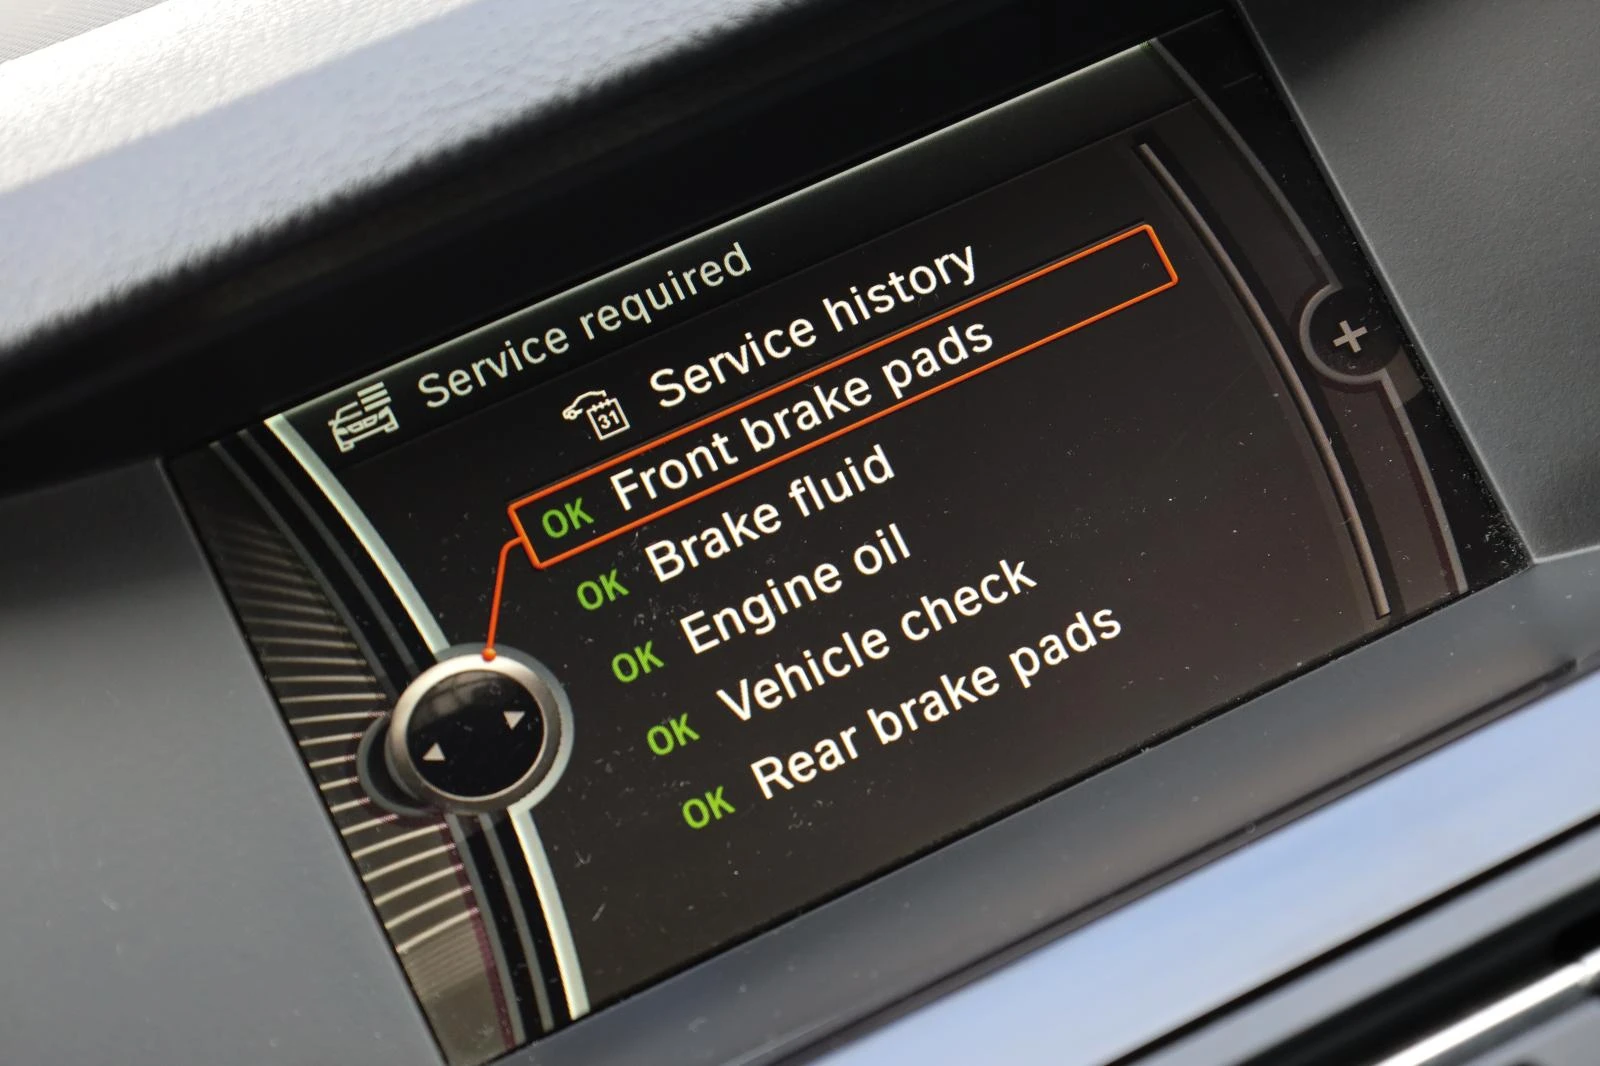 Service required
31 Service history
OK Front brake pads
OK Brake fluid
OK Engine oil
OK Vehicle check
OK Rear brake pads
+